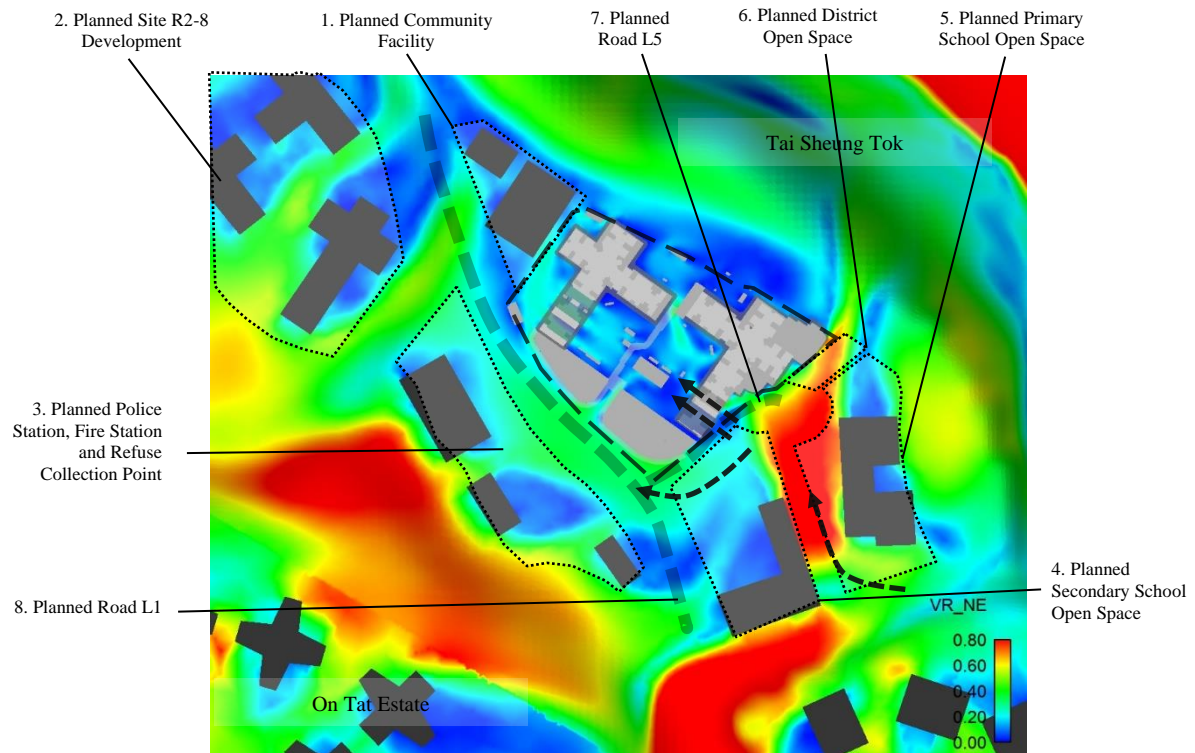 2. Planned Site R2-8
Development
1. Planned Community
Facility
7. Planned
Road L5
6. Planned District
Open Space
5. Planned Primary
School Open Space
Tai Sheung Tok
3. Planned Police
Station, Fire Station
and Refuse
Collection Point
8. Planned Road L1
4. Planned
Secondary School
Open Space
On Tat Estate
VR_NE
0.80
0.60
0.40
0.20
0.00